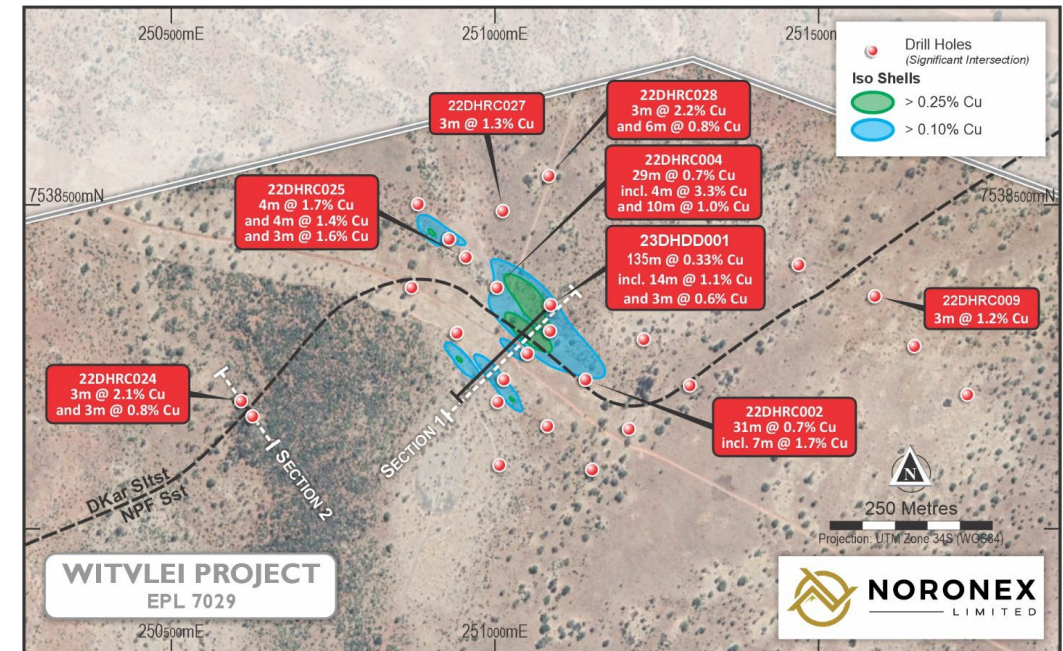 250500mE
251000mE
251500
Drill Holes
(Significant Intersection)
Iso Shells
> 0.25% Cu
> 0.10% Cu
22DHRC027
3m @ 1.3% Cu
22DHRC028
3m @ 2.2% Cu
and 6m @ 0.8% Cu
22DHRC004
29m @ 0.7% Cu
incl. 4m @ 3.3% Cu
and 10m @ 1.0% Cu
7538500mN
7538500mN
22DHRC025
4m @ 1.7% Cu
and 4m @ 1.4% Cu
and 3m @ 1.6% Cu
23DHDD001
135m @ 0.33% Cu
incl. 14m @ 1.1% Cu
and 3m @ 0.6% Cu
22DHRC009
3m @ 1.2% Cu
22DHRC024
3m @ 2.1% Cu
and 3m @ 0.8% Cu
22DHRC002
31m @ 0.7% Cu
incl. 7m @ 1.7% Cu
SECTION 1
SECTION 2
DKar Sltst
NPF Sst
N
250 Metres
Projection: UTM Zone 34S (WGS84)
WITVLEI PROJECT
EPL 7029
NORONEX
LIMITED
250500mE
251000mE